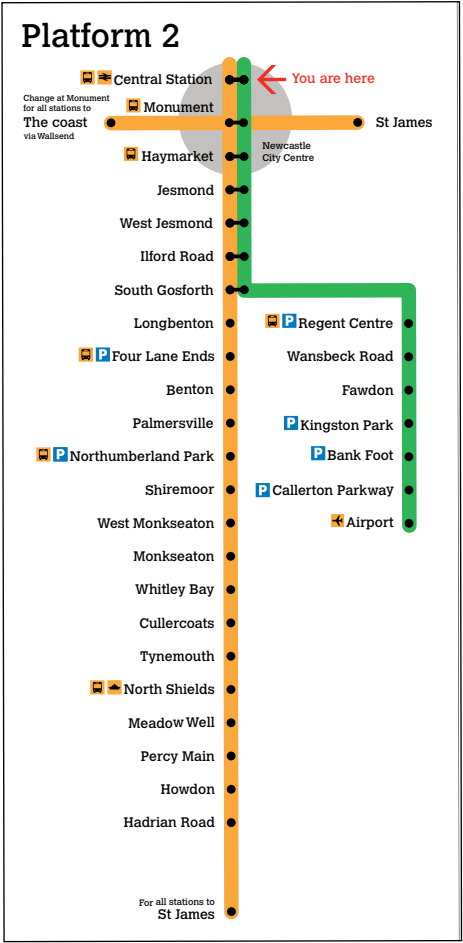 Platform 2
Central Station
You are here
Change at Monument
for all stations to
The coast
via Wallsend
Monument
St James
Newcastle
City Centre
Haymarket
Jesmond
West Jesmond
Ilford Road
South Gosforth
Longbenton
P Four Lane Ends
Benton
Palmersville
P Northumberland Park
Shiremoor
West Monkseaton
Monkseaton
Whitley Bay
Cullercoats
Tynemouth
North Shields
Meadow Well
Percy Main
Howdon
Hadrian Road
For all stations to
St James
P Regent Centre
Wansbeck Road
Fawdon
P Kingston Park
P Bank Foot
P Callerton Parkway
Airport